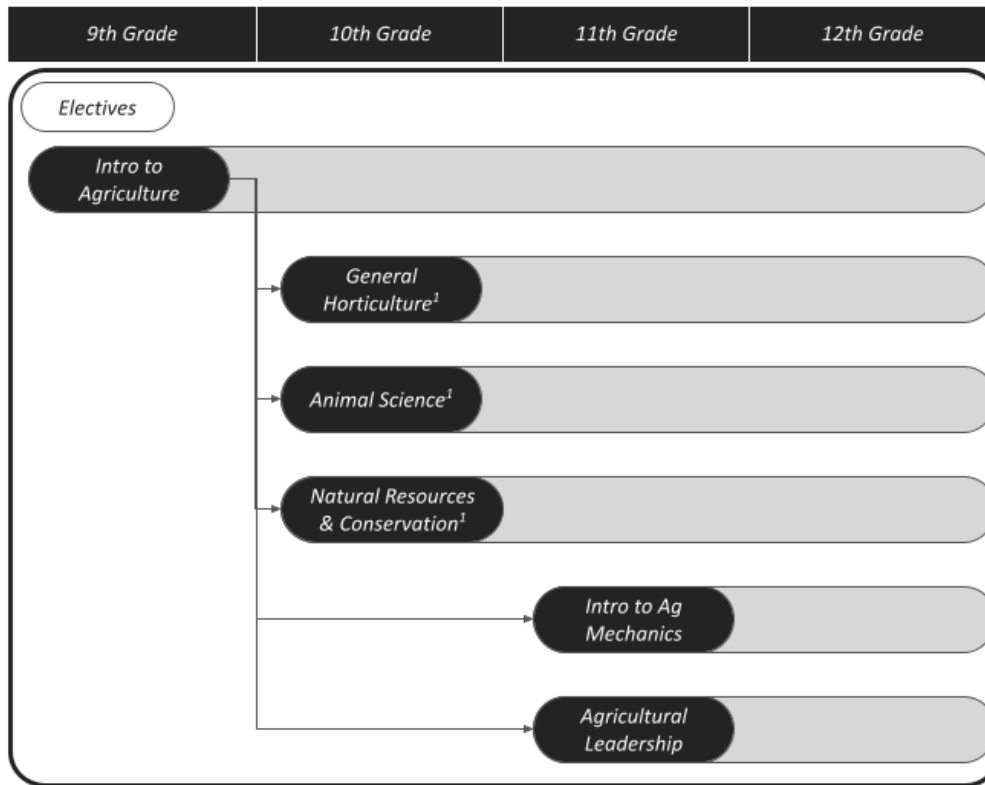 9th Grade
10th Grade
11th Grade
12th Grade
Electives
Intro to
Agriculture
General
Horticulture¹
Animal Science¹
Natural Resources
& Conservation¹
Intro to Ag
Mechanics
Agricultural
Leadership